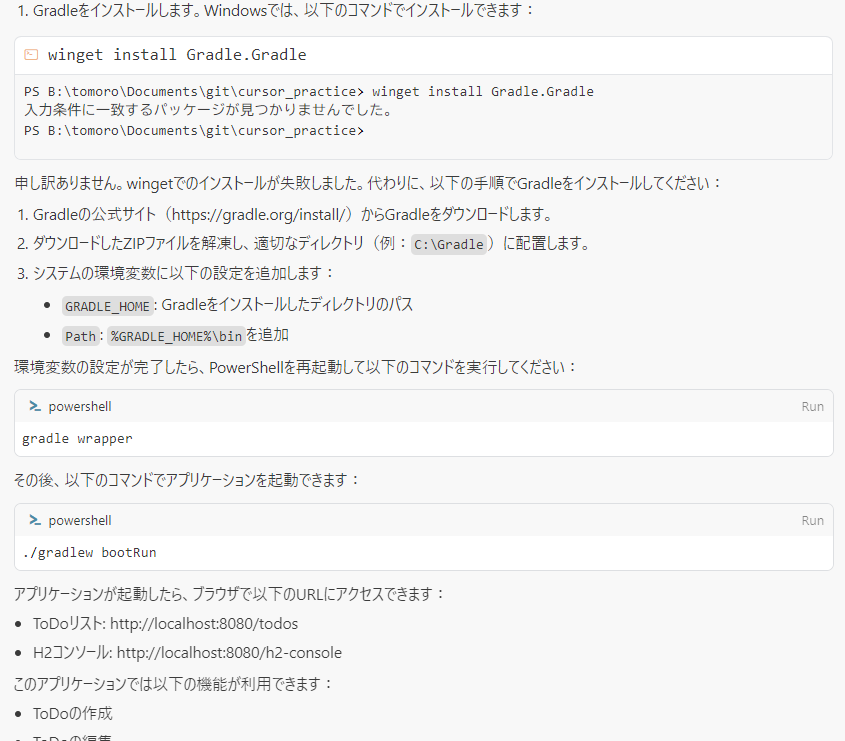 1. Gradleをインストールします。Windowsでは、以下のコマンドでインストールできます：
winget install Gradle.Gradle
PS B:\tomoro\Documents\git\cursor_practice> winget install Gradle.Gradle
入力条件に一致するパッケージが見つかりませんでした。
PS B:\tomoro\Documents\git\cursor_practice>
申し訳ありません。wingetでのインストールが失敗しました。代わりに、以下の手順でGradleをインストールしてください：
1. Gradleの公式サイト（https://gradle.org/install/）からGradleをダウンロードします。
2. ダウンロードしたZIPファイルを解凍し、適切なディレクトリ（例：C:\Gradle）に配置します。
3. システムの環境変数に以下の設定を追加します：
• GRADLE_HOME: Gradleをインストールしたディレクトリのパス
• Path: %GRADLE_HOME%\binを追加
環境変数の設定が完了したら、PowerShellを再起動して以下のコマンドを実行してください：
powershell Run
gradle wrapper
その後、以下のコマンドでアプリケーションを起動できます：
powershell Run
./gradlew bootRun
アプリケーションが起動したら、ブラウザで以下のURLにアクセスできます：
• ToDoリスト: http://localhost:8080/todos
• H2コンソール: http://localhost:8080/h2-console
このアプリケーションでは以下の機能が利用できます：
• ToDoの作成
• ToDoの編集